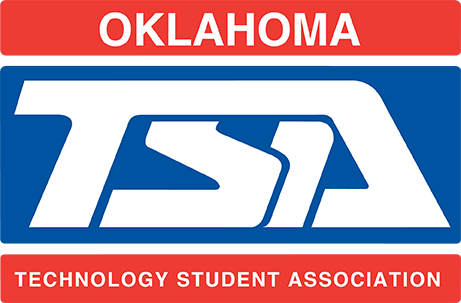 OKLAHOMA
TSA
TECHNOLOGY STUDENT ASSOCIATION